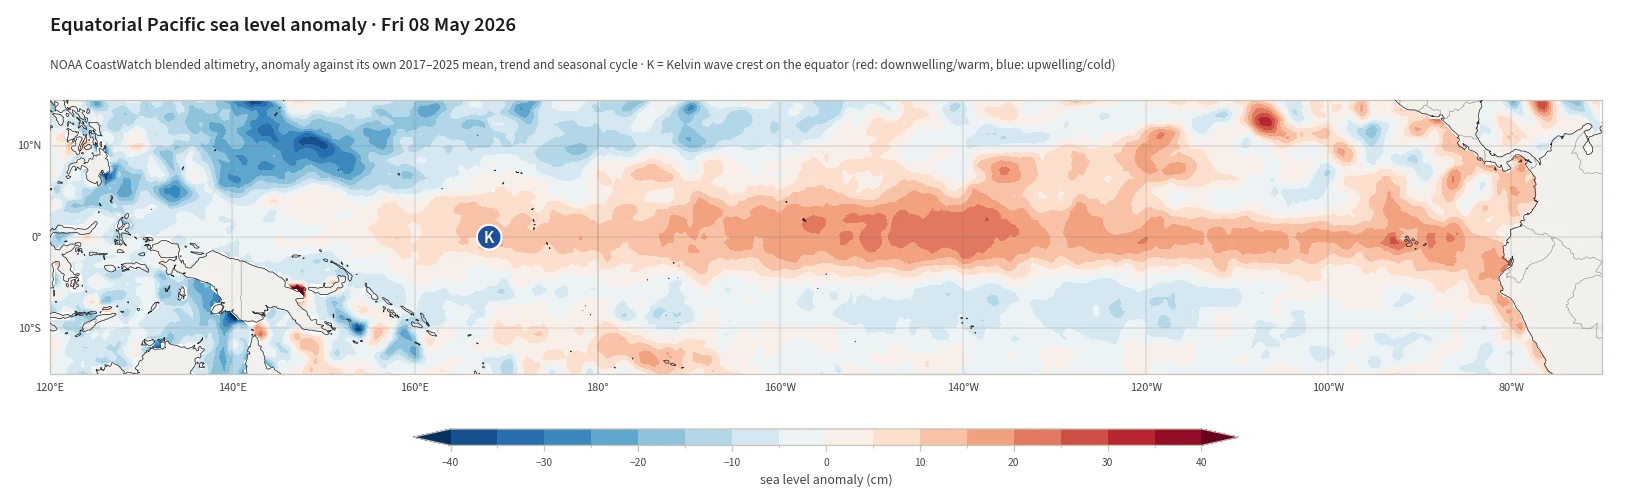 Equatorial Pacific sea level anomaly · Fri 08 May 2026
NOAA CoastWatch blended altimetry, anomaly against its own 2017–2025 mean, trend and seasonal cycle · K = Kelvin wave crest on the equator (red: downwelling/warm, blue: upwelling/cold)
10°N
0°
K
10°S
120°E 140°E 160°E 180° 160°W 140°W 120°W 100°W 80°W
−40 −30 −20 −10 0 10 20 30 40
sea level anomaly (cm)